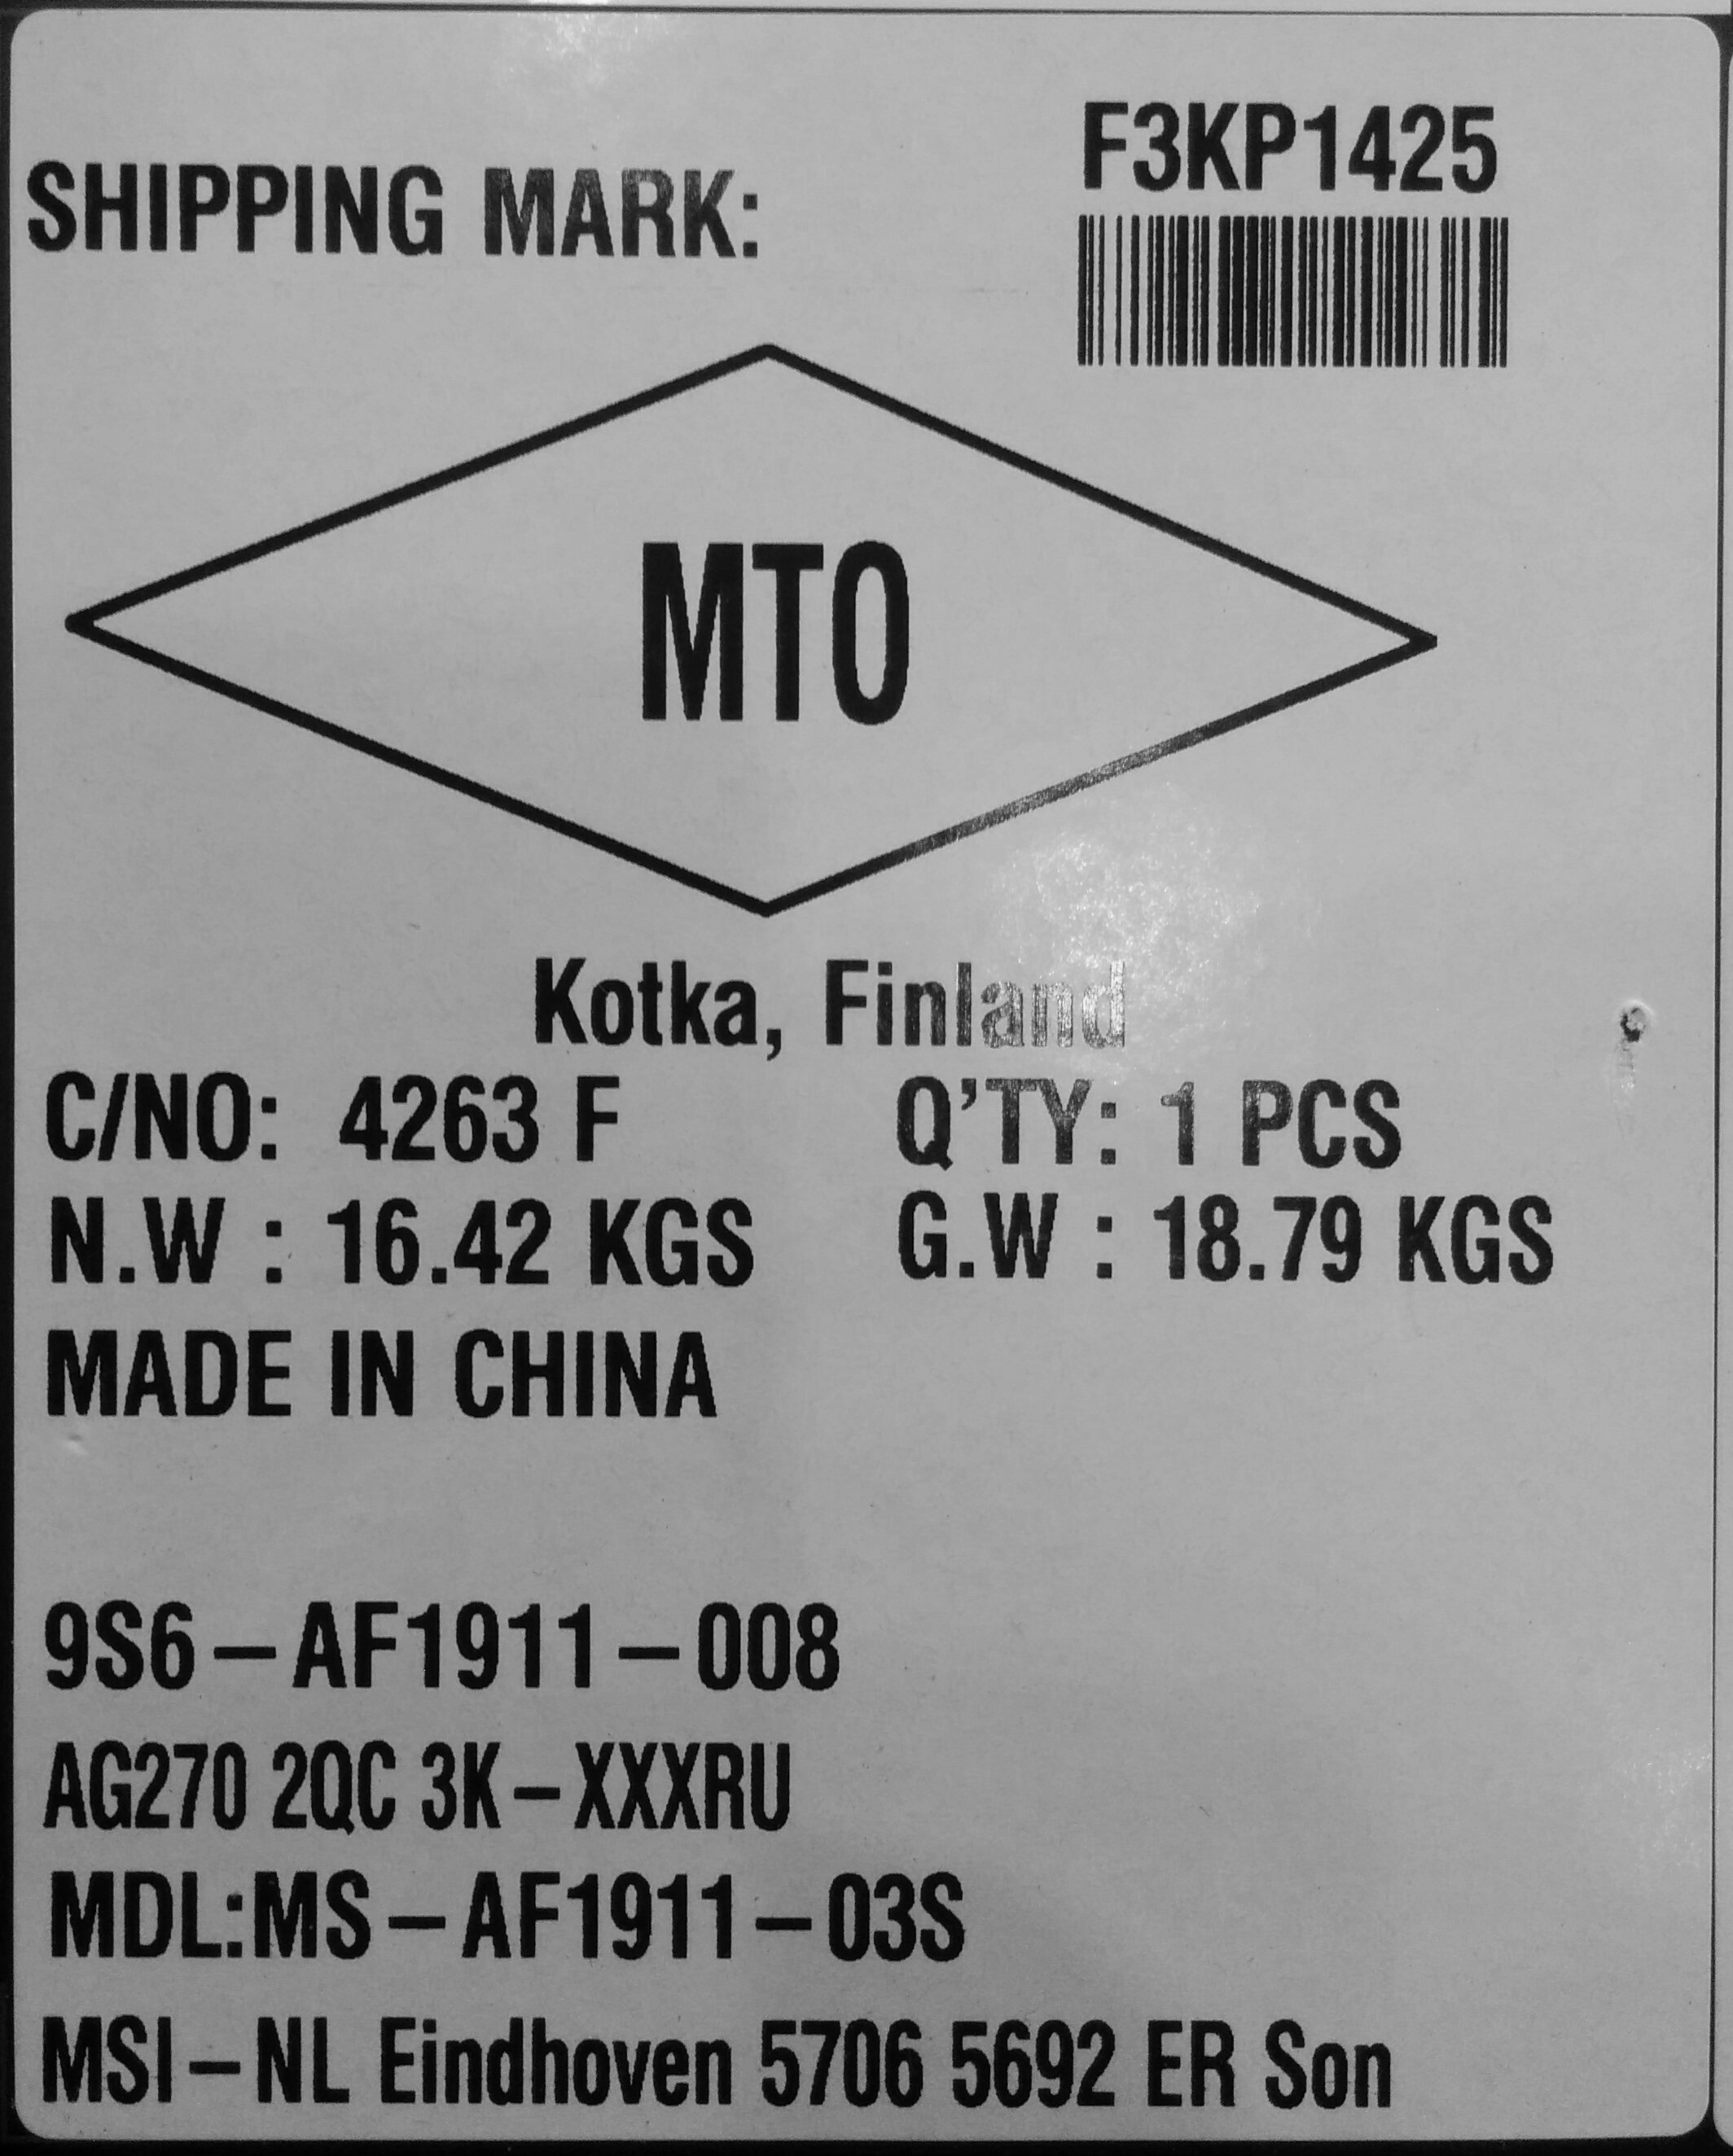 F3KP1425
SHIPPING MARK:
MTO
Kotka, Finland
C/NO: 4263 F Q'TY: 1 PCS
N.W : 16.42 KGS G.W : 18.79 KGS
MADE IN CHINA
9S6-AF1911-008
AG270 2QC 3K-XXXRU
MDL:MS-AF1911-03S
MSI-NL Eindhoven 5706 5692 ER Son